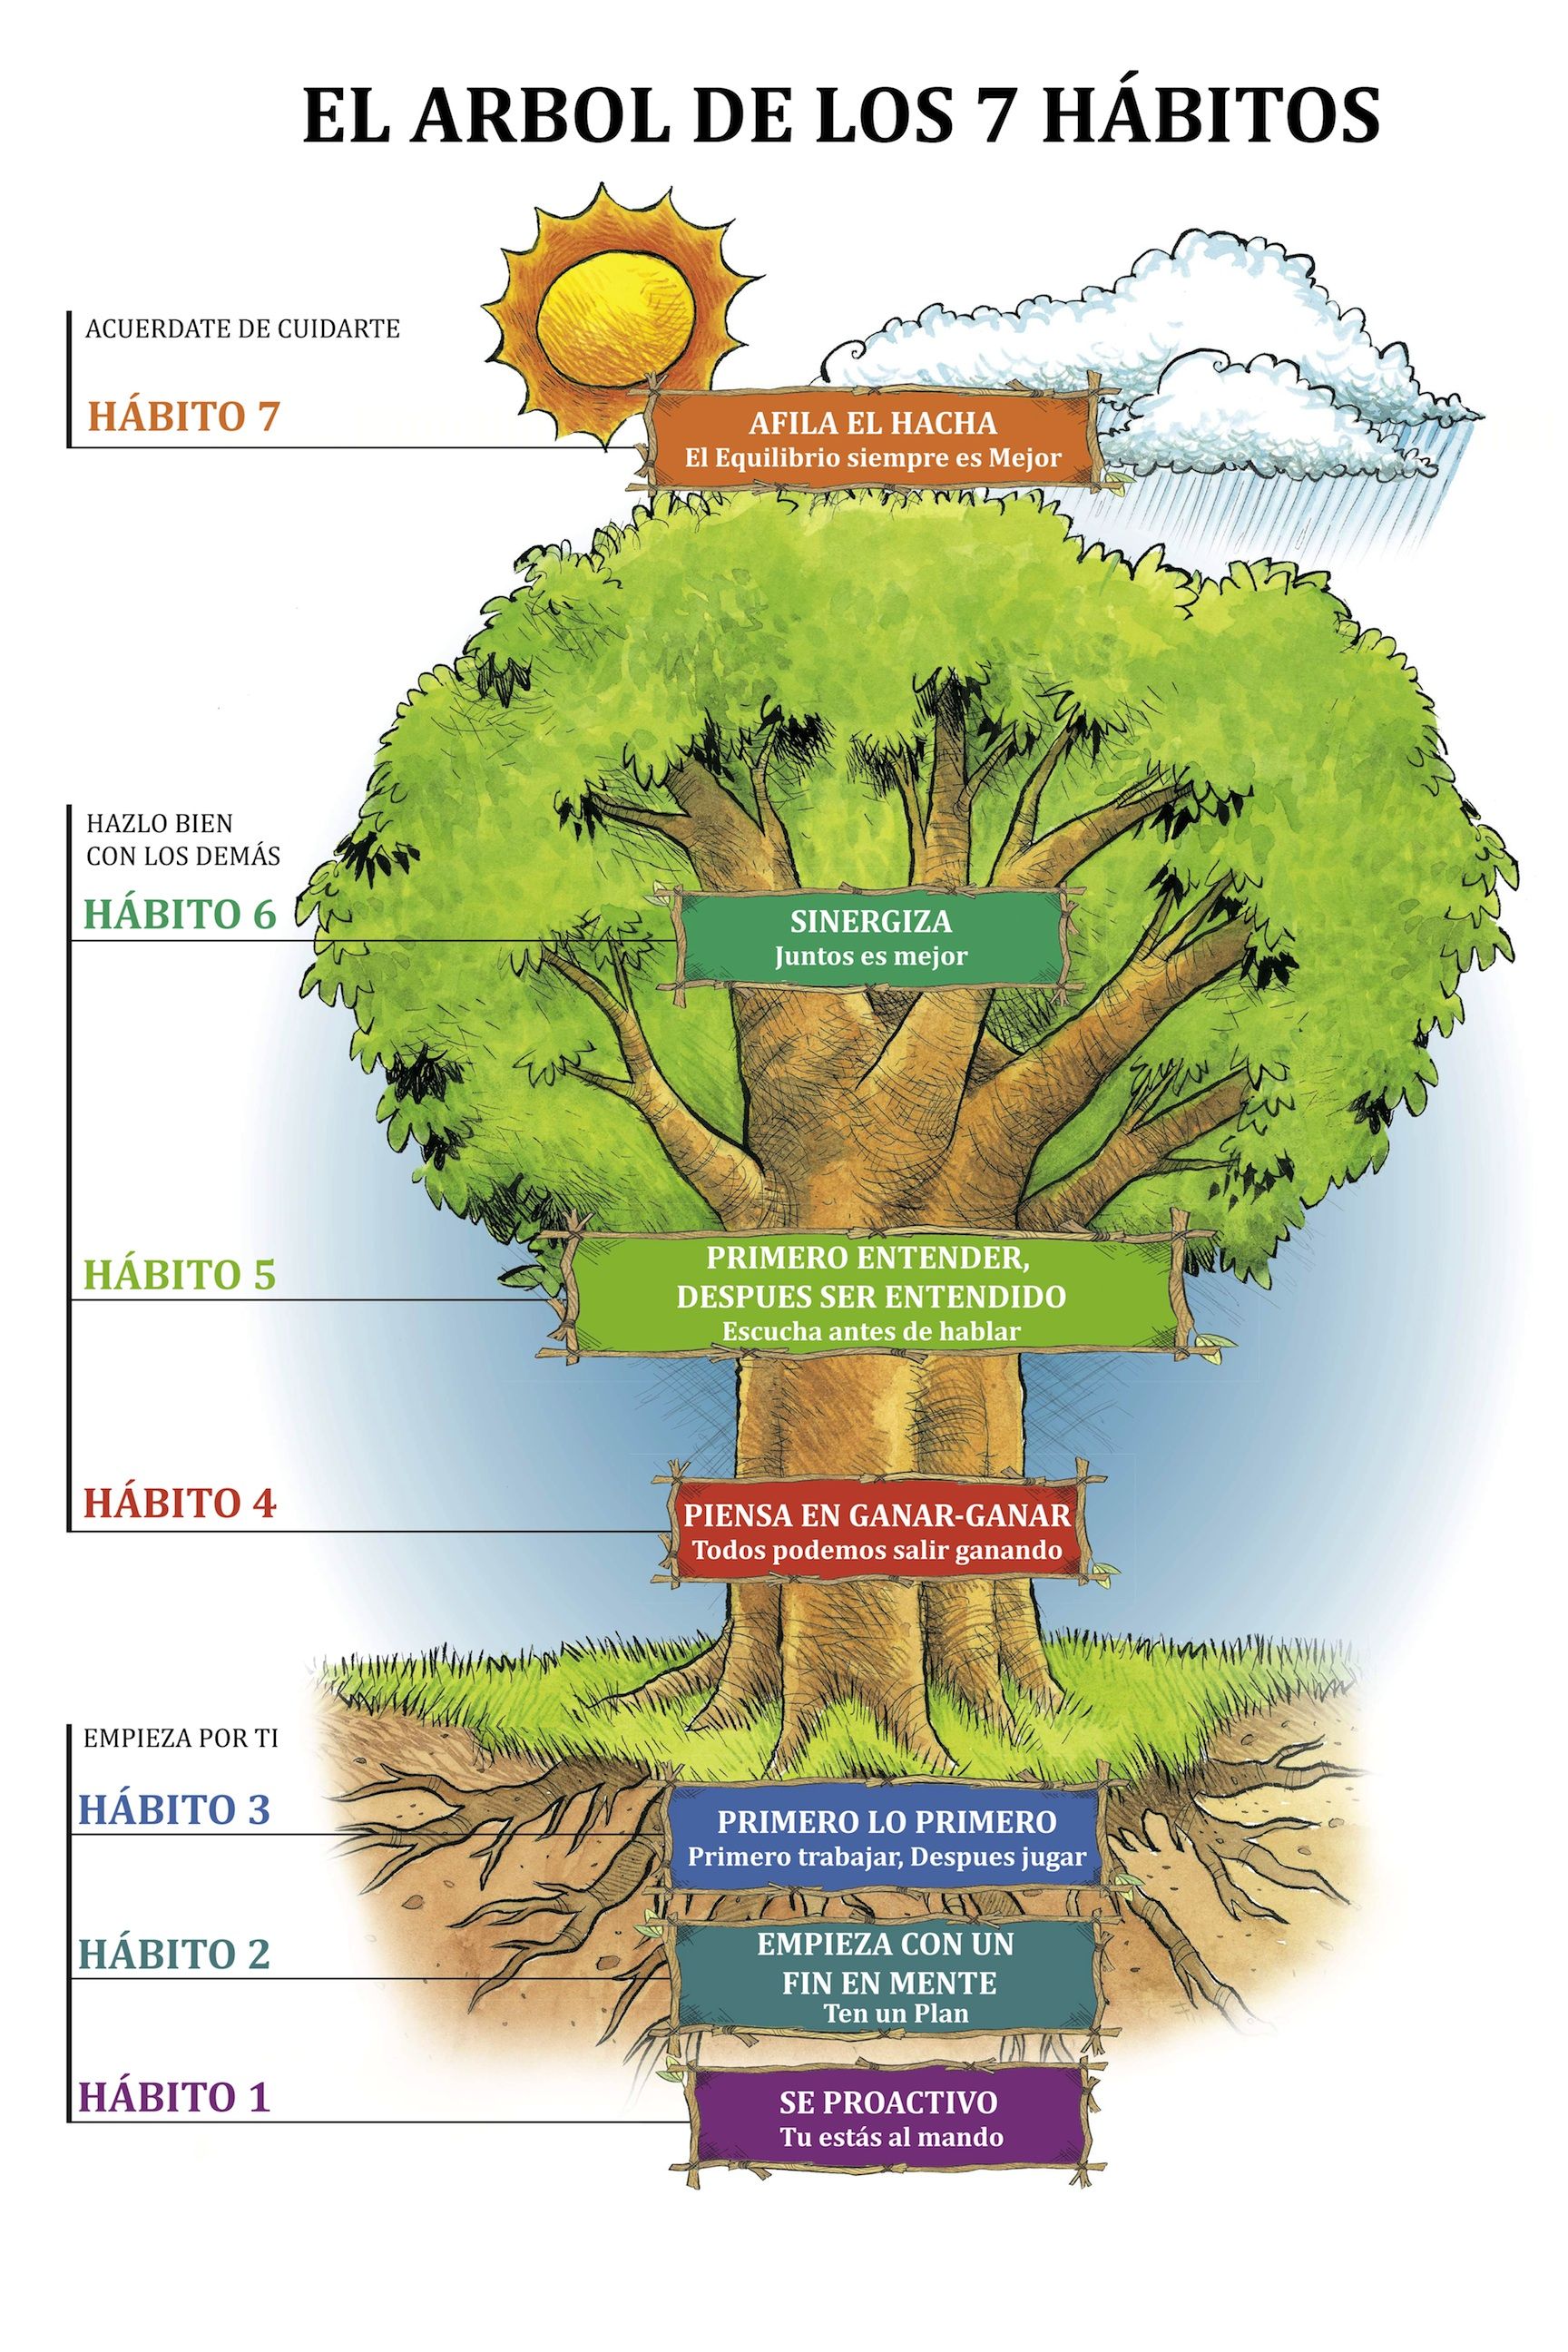 EL ARBOL DE LOS 7 HÁBITOS
ACUERDATE DE CUIDARTE
HÁBITO 7
AFILA EL HACHA
El Equilibrio siempre es Mejor
HAZLO BIEN
CON LOS DEMÁS
HÁBITO 6
SINERGIZA
Juntos es mejor
HÁBITO 5
PRIMERO ENTENDER,
DESPUES SER ENTENDIDO
Escucha antes de hablar
HÁBITO 4
PIENSA EN GANAR-GANAR
Todos podemos salir ganando
EMPIEZA POR TI
HÁBITO 3
PRIMERO LO PRIMERO
Primero trabajar, Despues jugar
HÁBITO 2
EMPIEZA CON UN
FIN EN MENTE
Ten un Plan
HÁBITO 1
SE PROACTIVO
Tu estás al mando